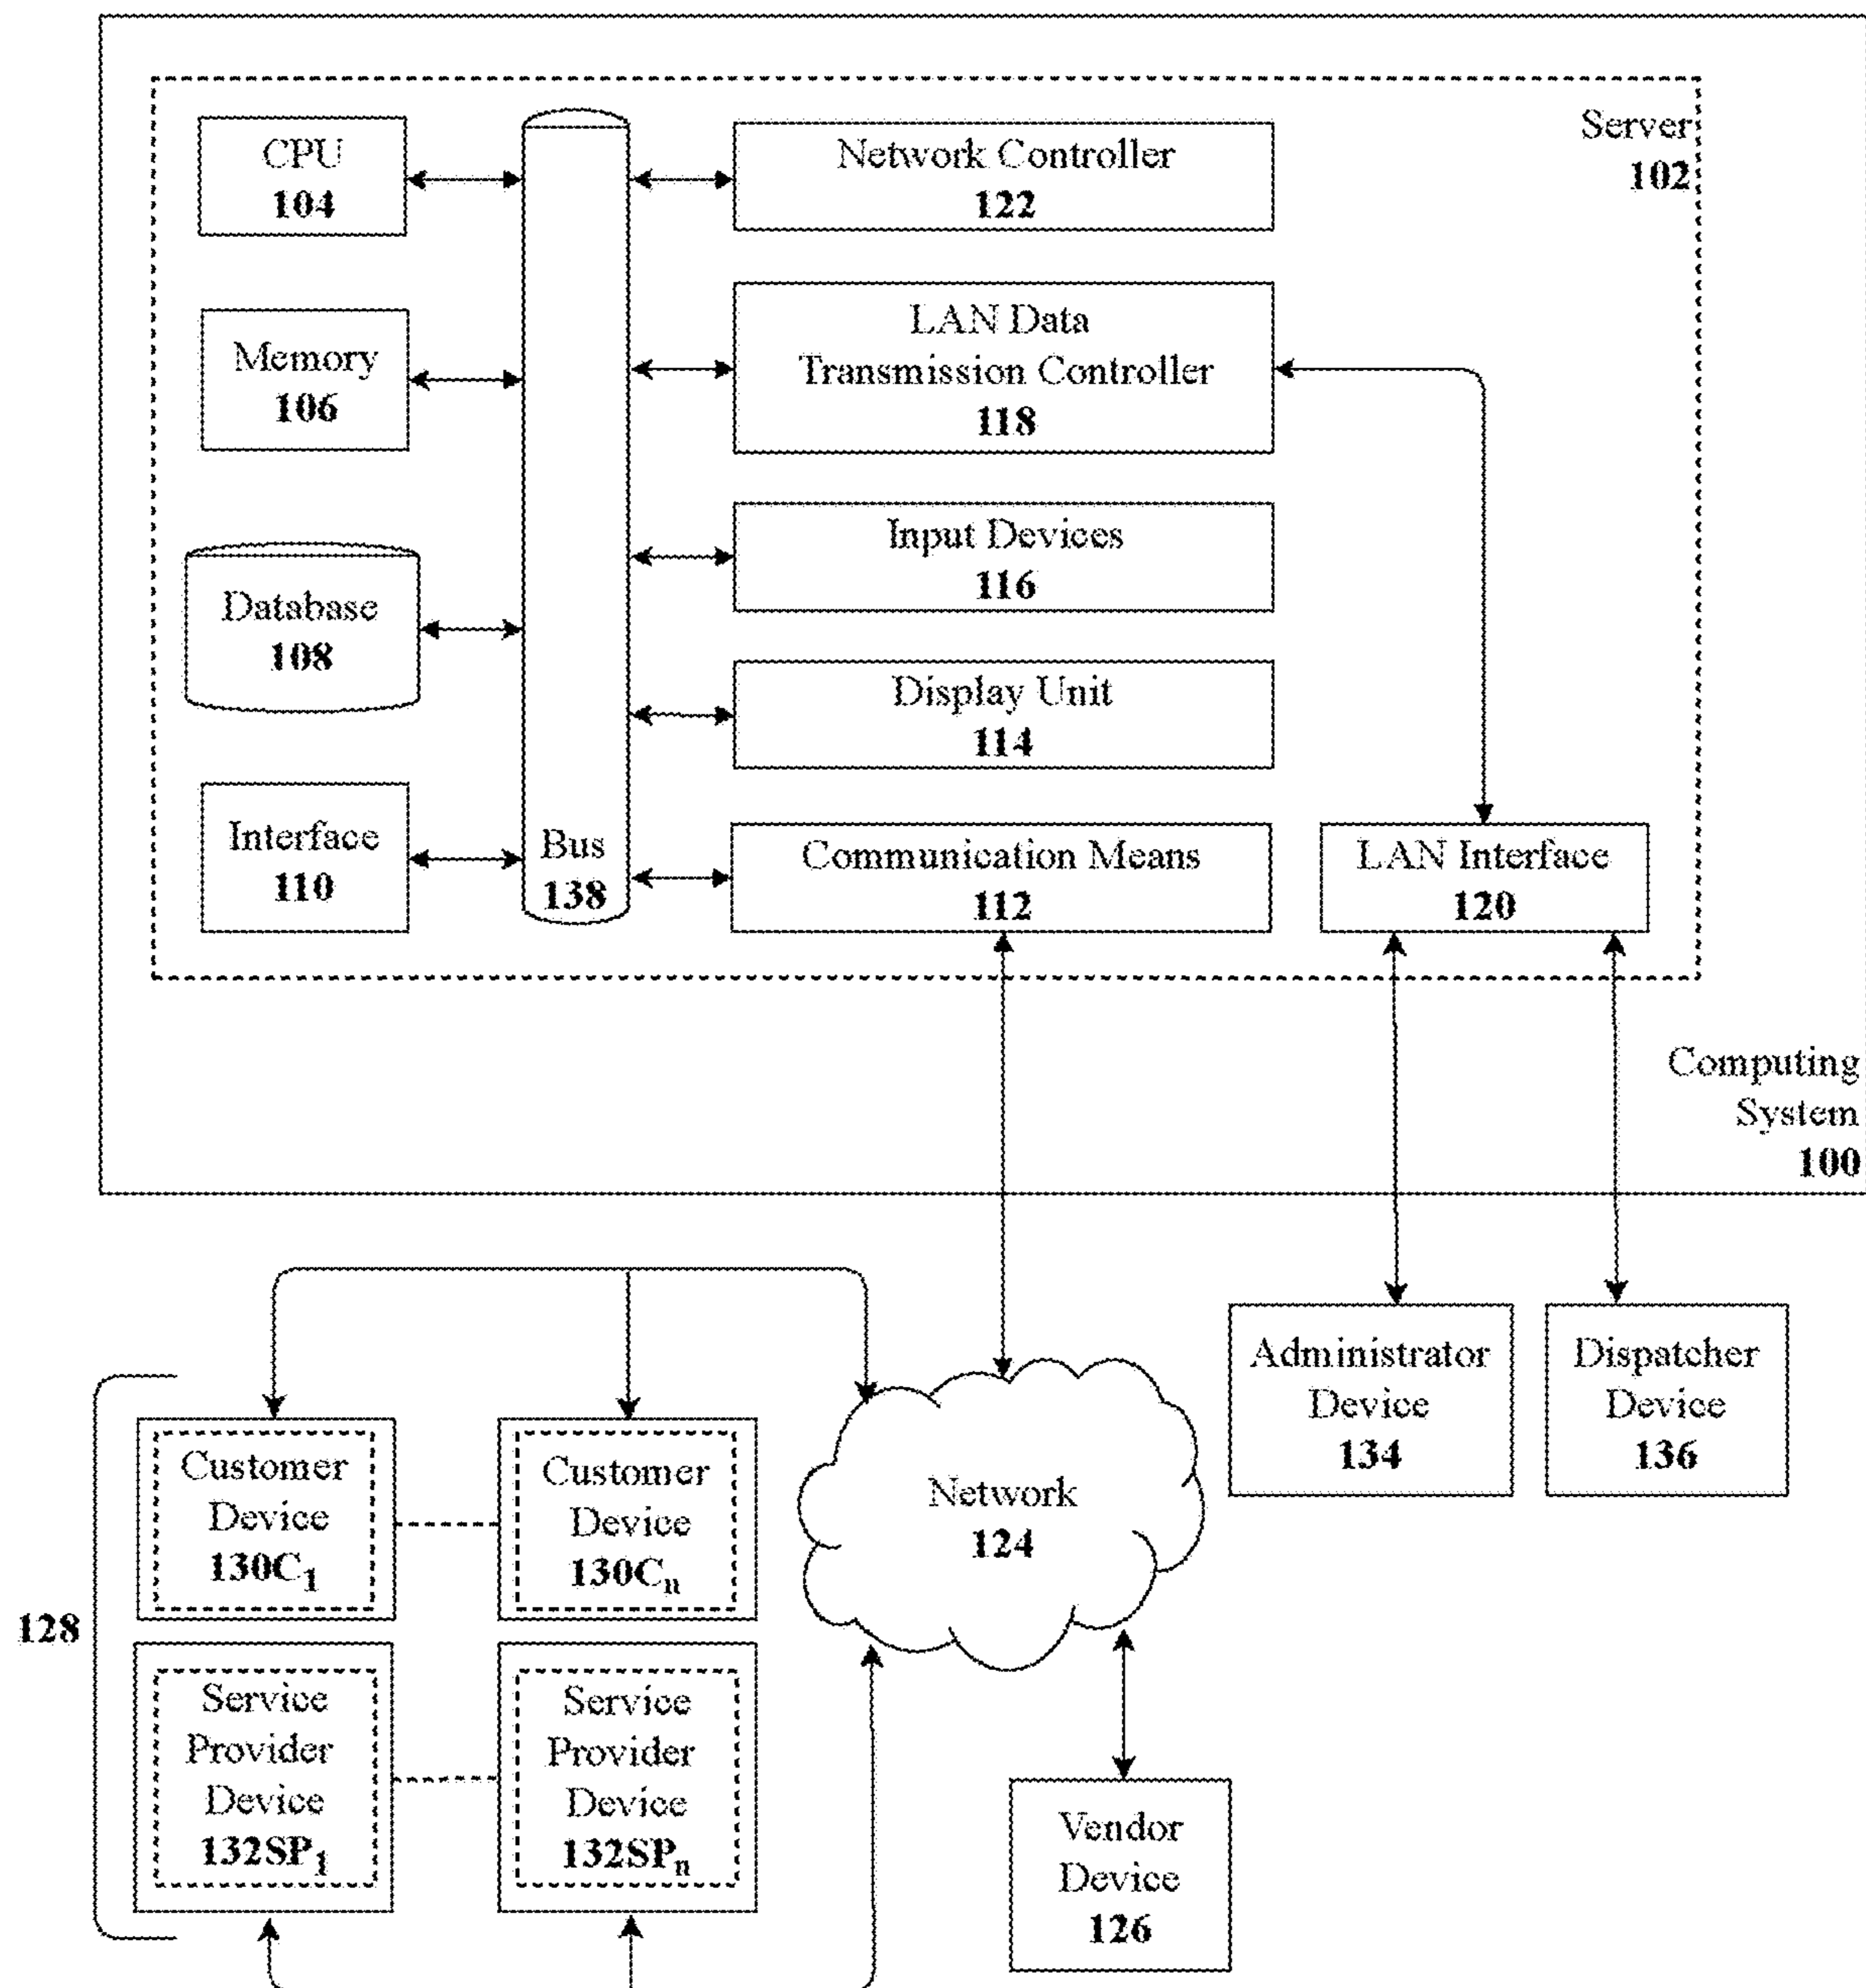 Server
102
CPU
104
Network Controller
122
LAN Data
Transmission Controller
118
Memory
106
Input Devices
116
Database
108
Display Unit
114
Interface
110
Bus
138
Communication Means
112
LAN Interface
120
Computing
System
100
Administrator
Device
134
Dispatcher
Device
136
Customer
Device
130C1
Customer
Device
130Cn
Network
124
128
Service
Provider
Device
132SP1
Service
Provider
Device
132SPn
Vendor
Device
126